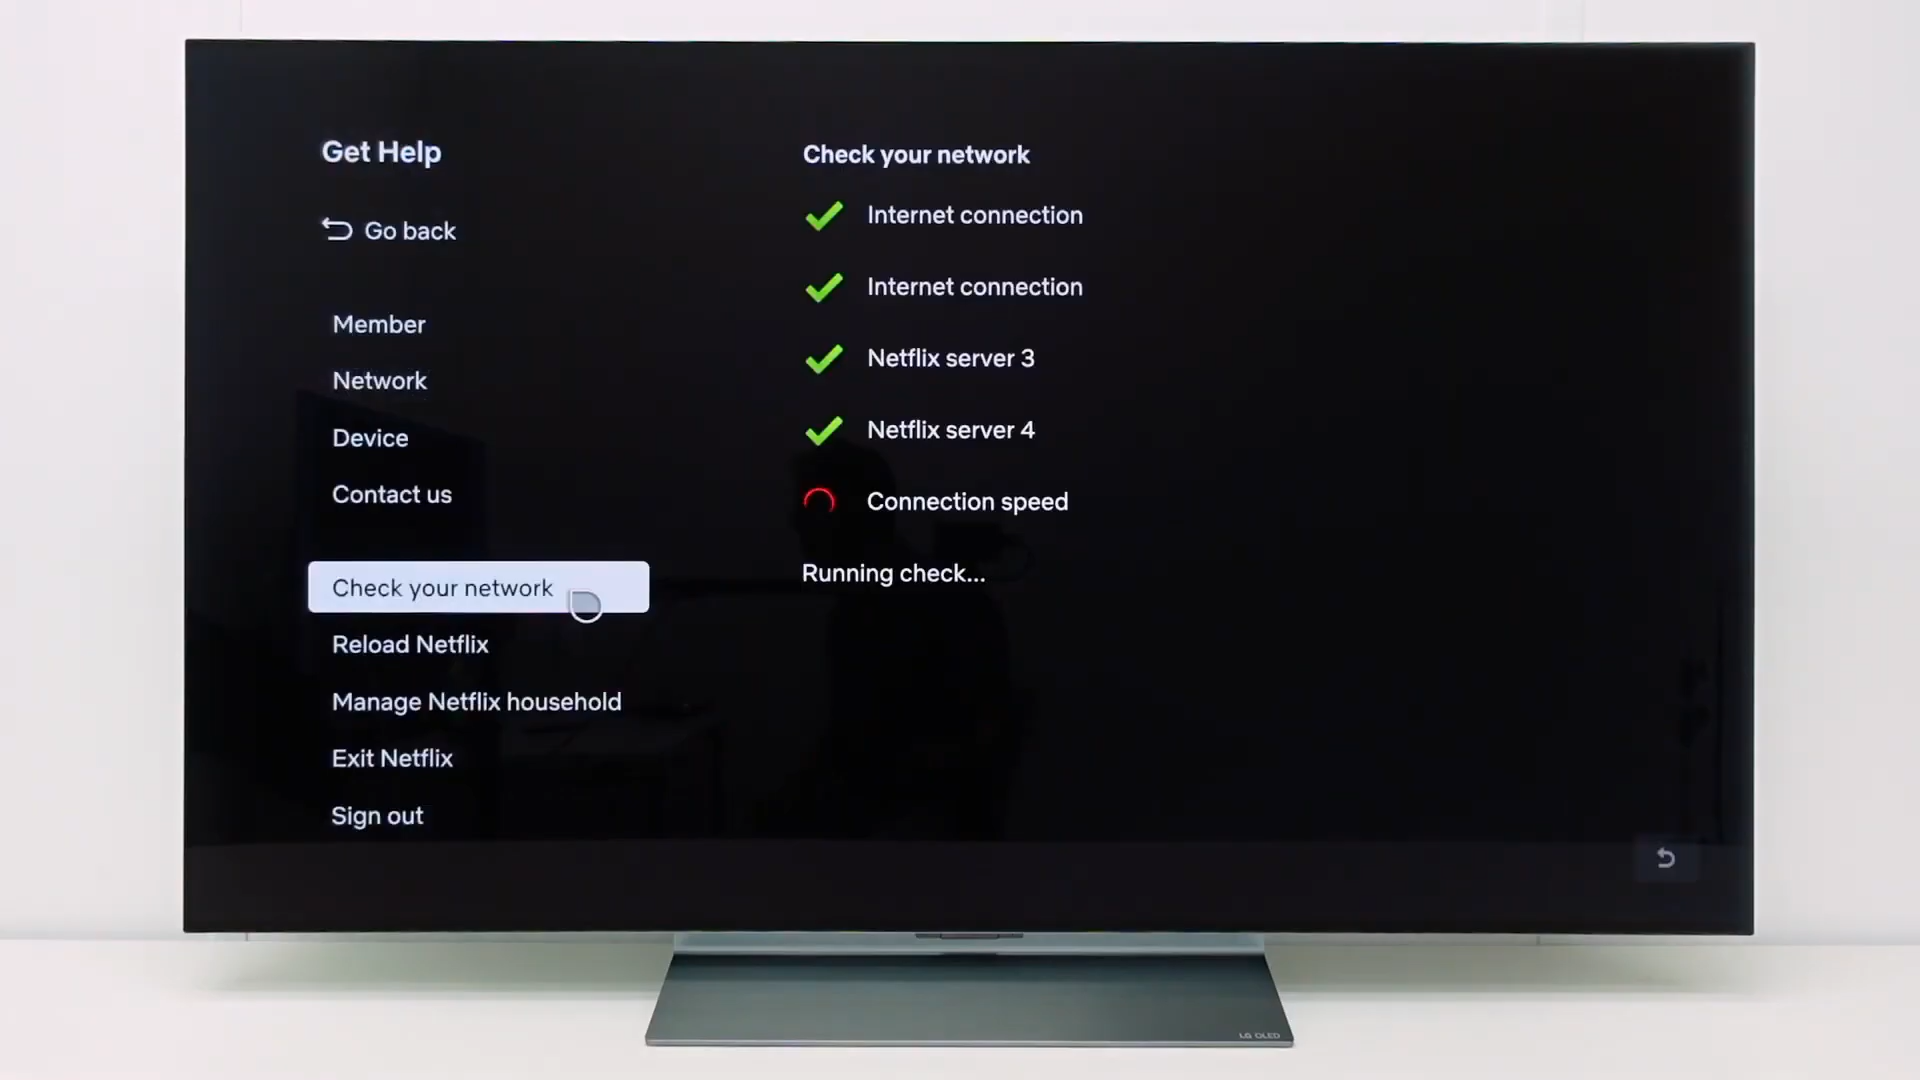 Get Help
Go back
Member
Network
Device
Contact us
Check your network
Reload Netflix
Manage Netflix household
Exit Netflix
Sign out
Check your network
Internet connection
Internet connection
Netflix server 3
Netflix server 4
Connection speed
Running check...
LG OLED